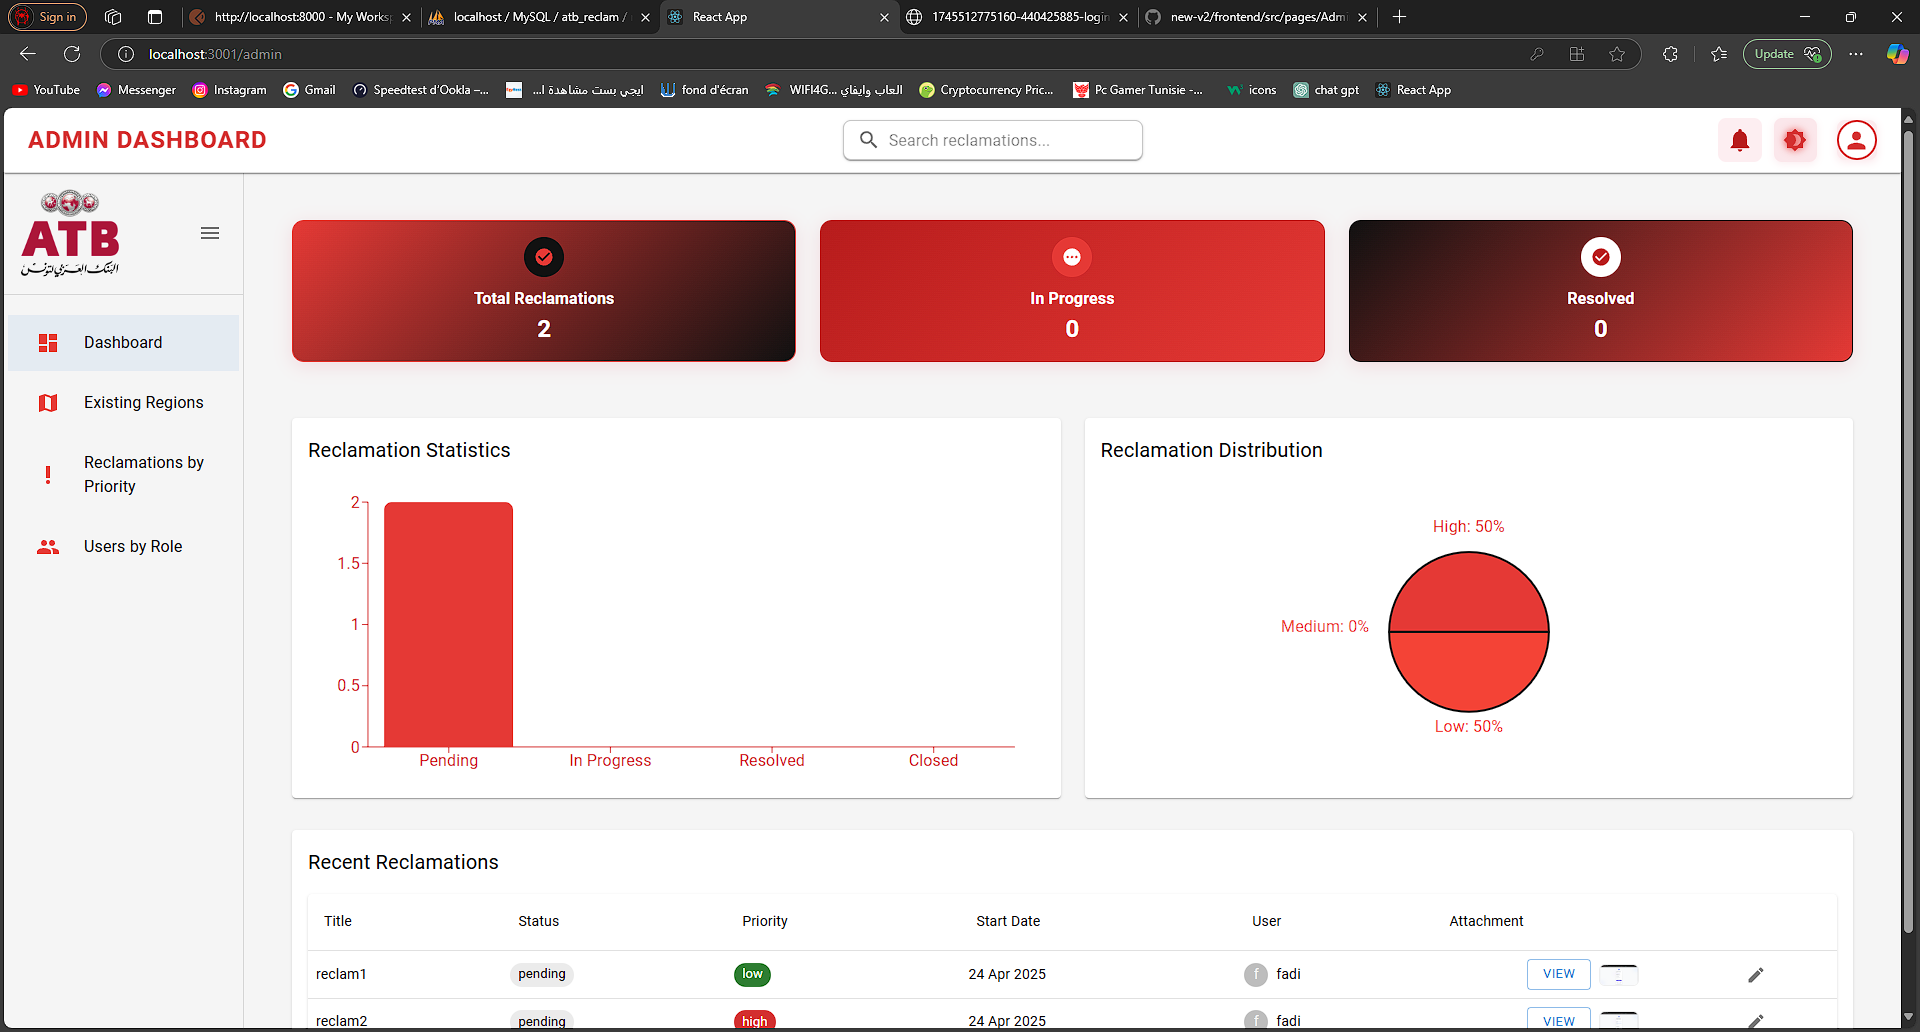 Sign in
http://localhost:8000 - My Works
localhost / MySQL / atb_reclam /
React App
1745512775160-440425885-login
new-v2/frontend/src/pages/Admi
localhost:3001/admin
Update
YouTube
Messenger
Instagram
Gmail
Speedtest d'Ookla –...
ايجي بست مشاهدة ا...
fond d'écran
العاب وايفاي ...WIFI4G
Cryptocurrency Pric...
Pc Gamer Tunisie -...
icons
chat gpt
React App
ADMIN DASHBOARD
Search reclamations...
ATB
البنك العربي لتونس
Dashboard
Existing Regions
Reclamations by
Priority
Users by Role
Total Reclamations
2
In Progress
0
Resolved
0
Reclamation Statistics
2
1.5
1
0.5
0
Pending
In Progress
Resolved
Closed
Reclamation Distribution
High: 50%
Medium: 0%
Low: 50%
Recent Reclamations
Title Status Priority Start Date User Attachment
reclam1 pending low 24 Apr 2025 f fadi VIEW
reclam2 pending high 24 Apr 2025 f fadi VIEW